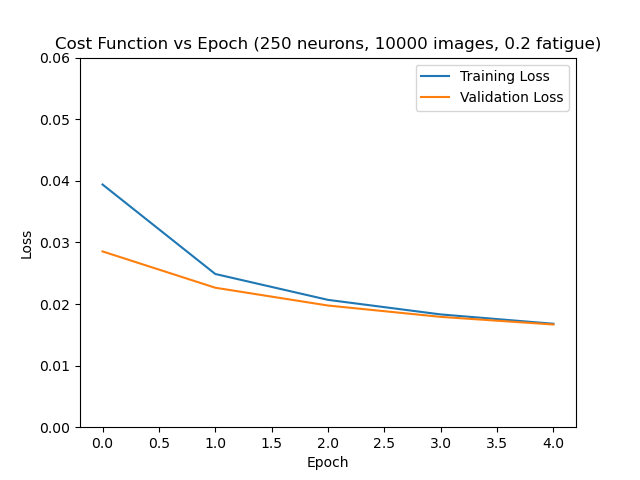 Cost Function vs Epoch (250 neurons, 10000 images, 0.2 fatigue)
Training Loss
Validation Loss
0.06
0.05
0.04
0.03
0.02
0.01
0.00
Loss
0.0 0.5 1.0 1.5 2.0 2.5 3.0 3.5 4.0
Epoch